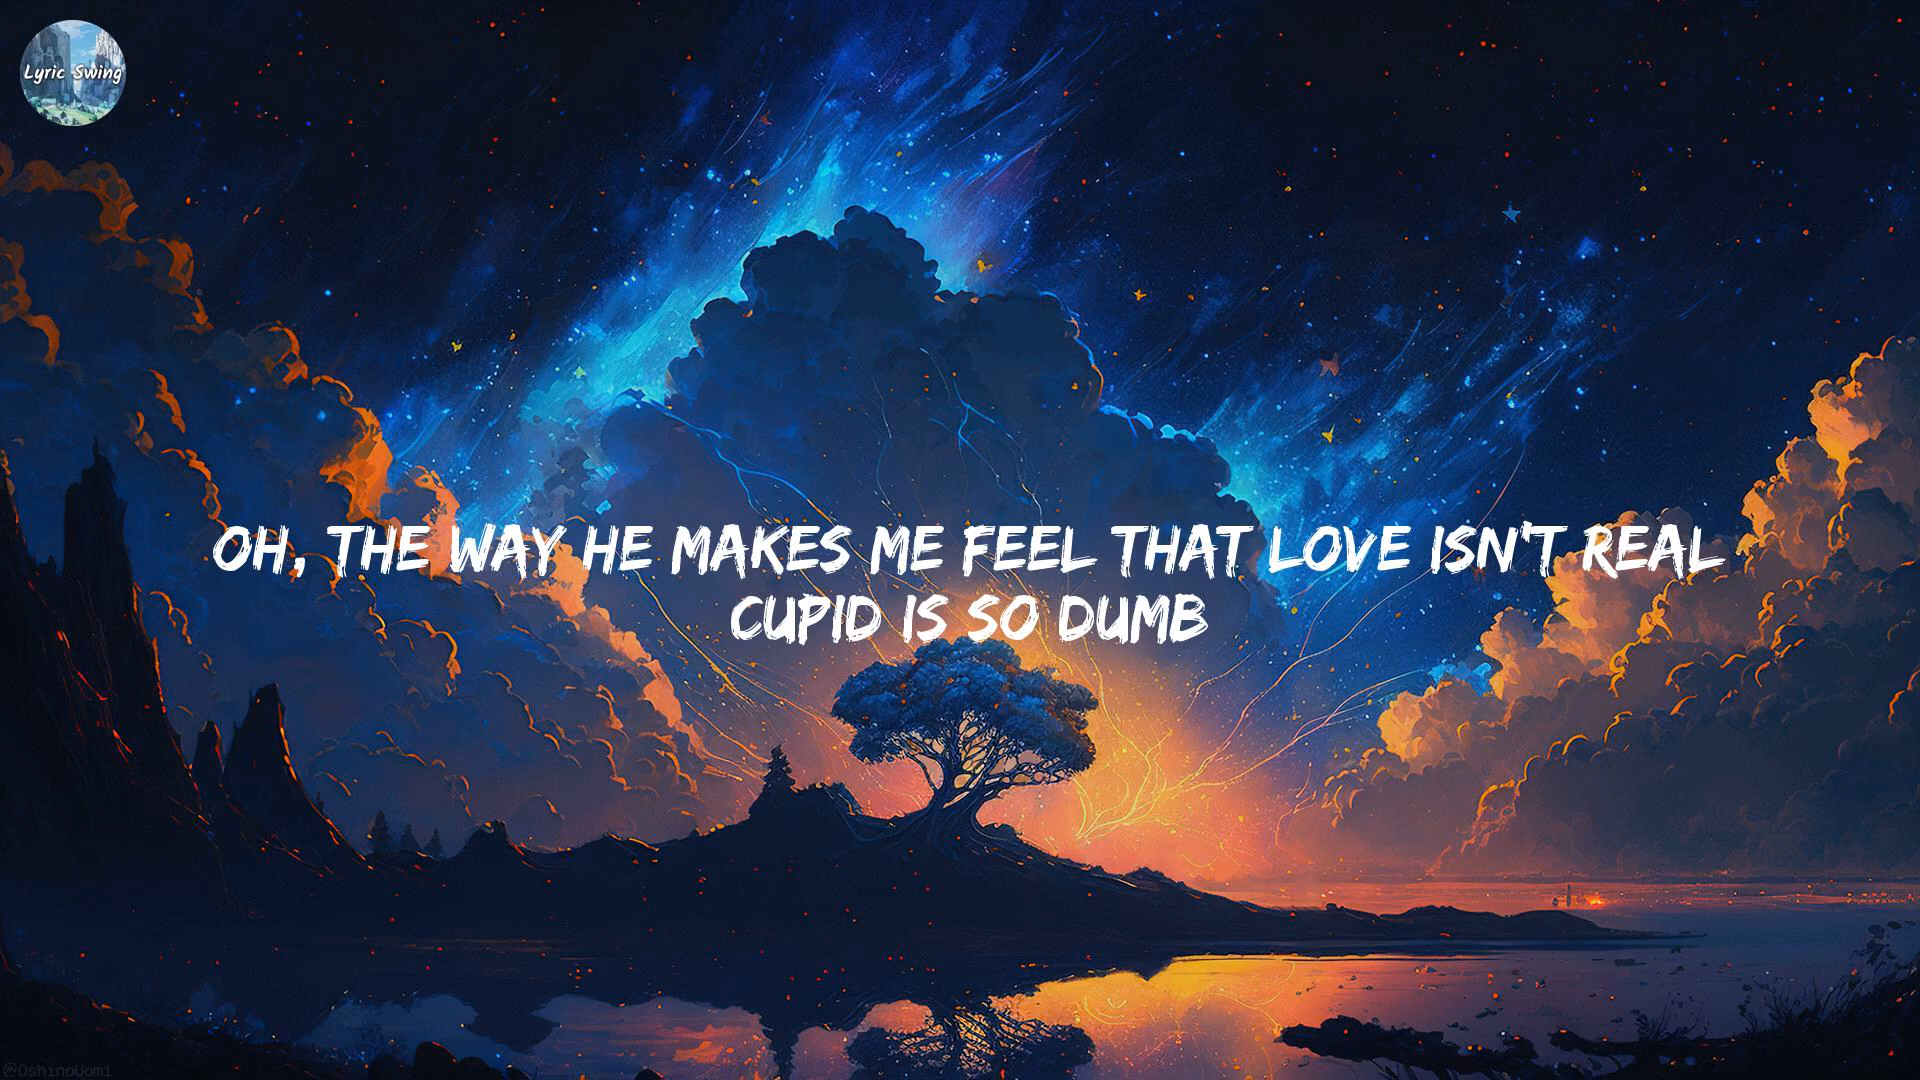 Lyric Swing
OH, THE WAY HE MAKES ME FEEL THAT LOVE ISN'T REAL
CUPID IS SO DUMB
@OshinoUomi